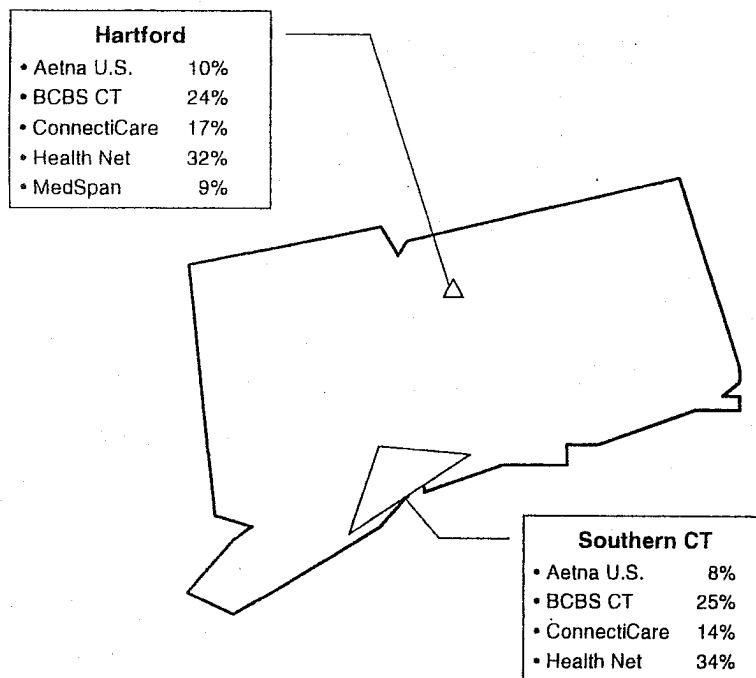 Hartford
• Aetna U.S. 10%
• BCBS CT 24%
• ConnectiCare 17%
• Health Net 32%
• MedSpan 9%
Southern CT
• Aetna U.S. 8%
• BCBS CT 25%
• ConnectiCare 14%
• Health Net 34%